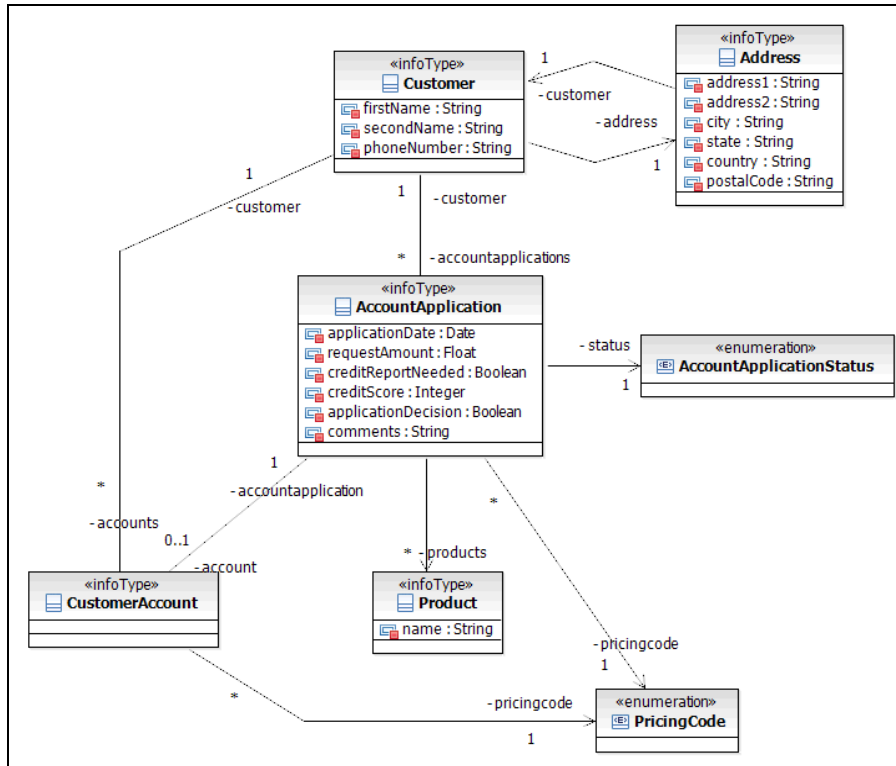 «infoType»
Customer
firstName : String
secondName : String
phoneNumber : String
«infoType»
Address
address1 : String
address2 : String
city : String
state : String
country : String
postalCode : String
1
-customer
-address
1
1
-customer
1
-customer
*
-accountapplications
«infoType»
AccountApplication
applicationDate : Date
requestAmount : Float
creditReportNeeded : Boolean
creditScore : Integer
applicationDecision : Boolean
comments : String
-status
1
«enumeration»
AccountApplicationStatus
1
-accountapplication
*
-accounts
0..1
-account
*
*
-products
«infoType»
CustomerAccount
«infoType»
Product
name : String
-pricingcode
1
*
-pricingcode
1
«enumeration»
PricingCode